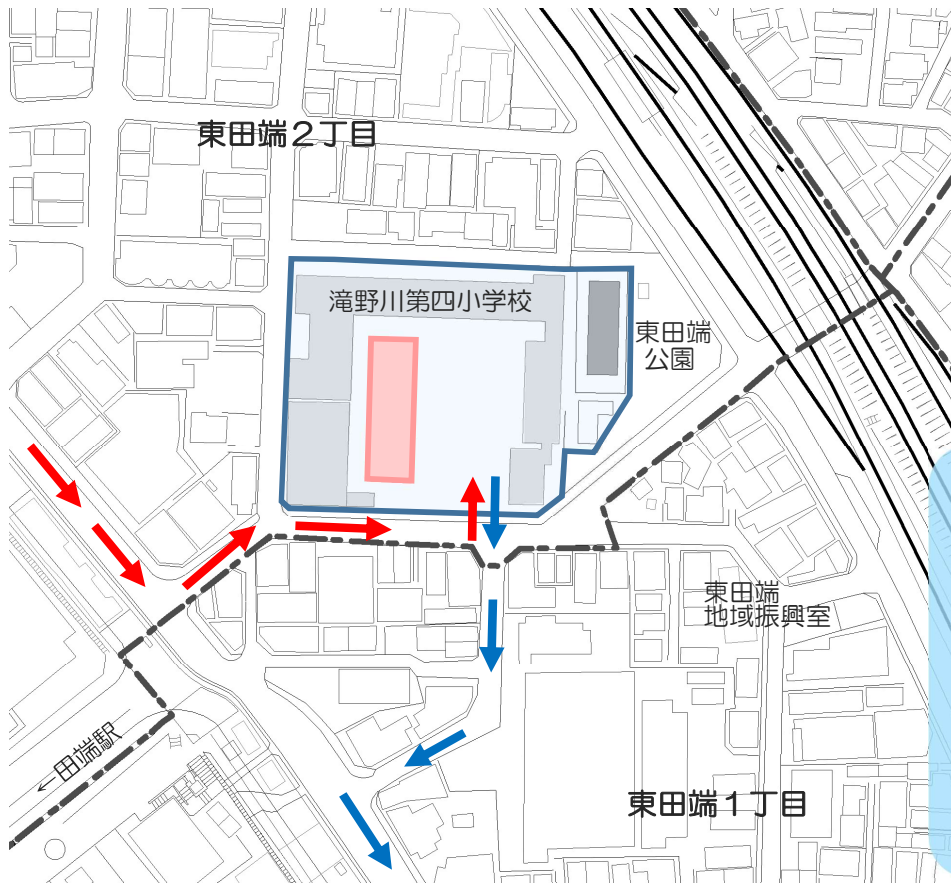 東田端２丁目
滝野川第四小学校
東田端
公園
東田端
地域振興室
←田端駅
東田端１丁目